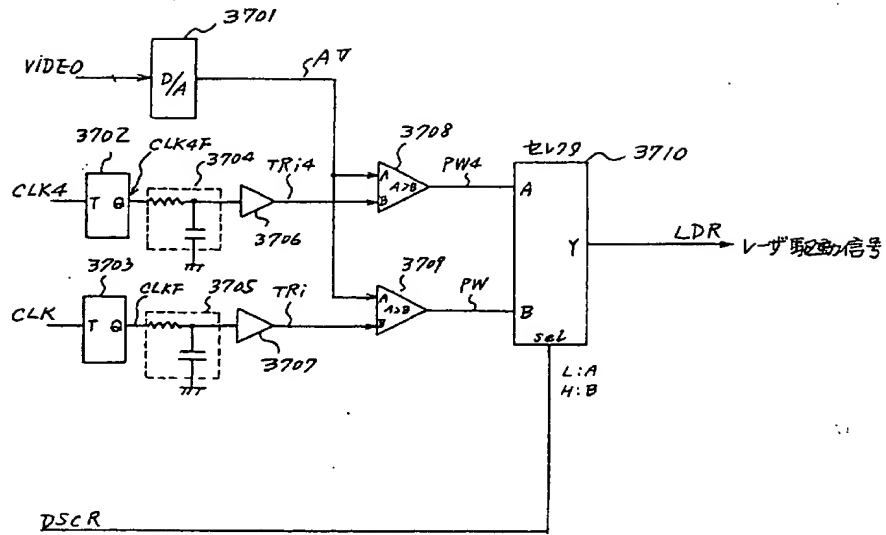 3701
VIDEO
D/A
AV
3702
CLK4F
3704
TRi4
3708
A
B
A>B
PW4
セレクタ
3710
CLK4
T
Q
3706
A
Y
LDR
レーザ駆動信号
3703
CLKF
3705
TRi
3709
A
B
A>B
PW
B
CLK
T
Q
3707
sel
L:A
H:B
DSCR